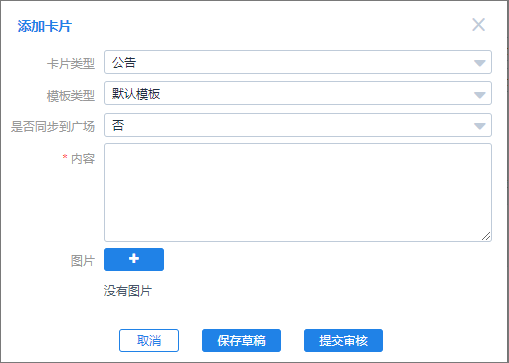 添加卡片
卡片类型 公告
模板类型 默认模板
是否同步到广场 否
* 内容
图片 +
没有图片
取消 保存草稿 提交审核